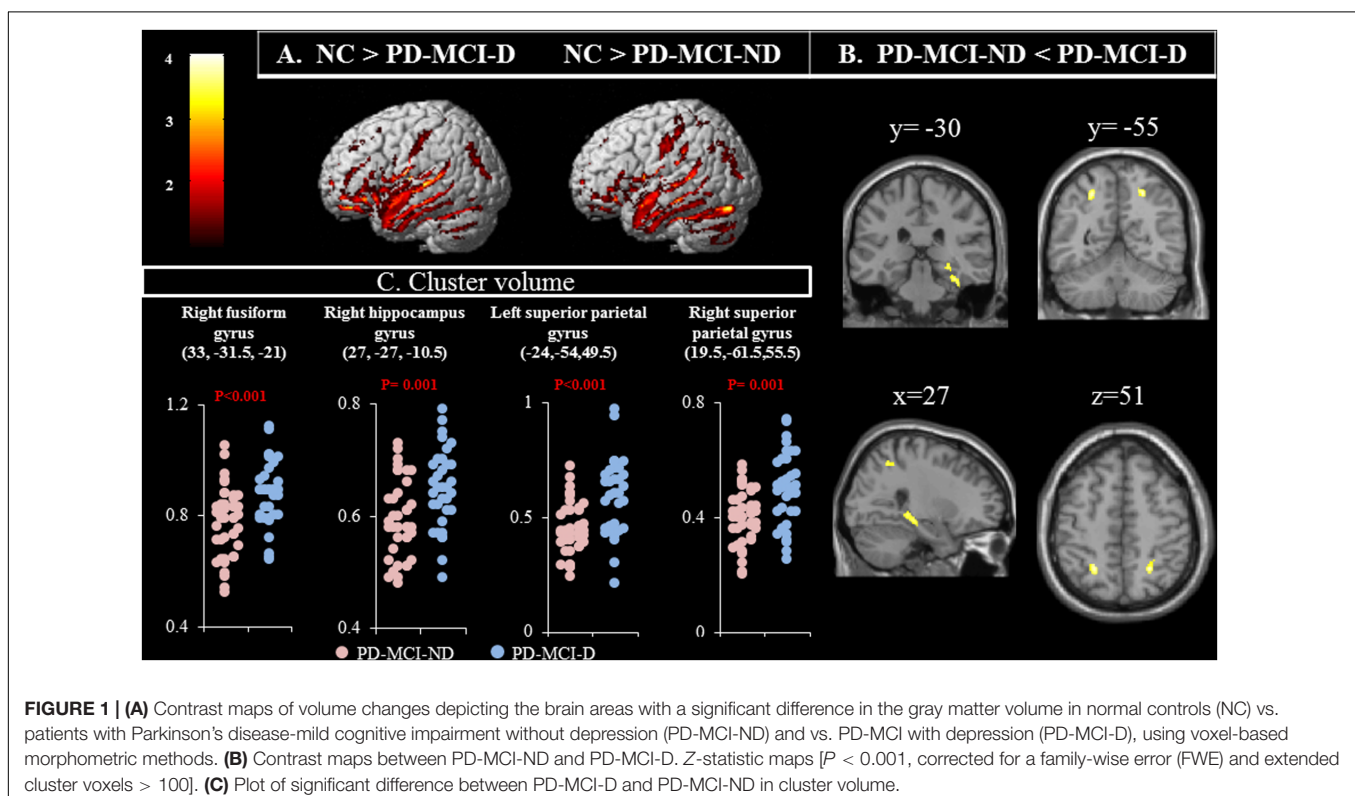 A. NC > PD-MCI-D NC > PD-MCI-ND B. PD-MCI-ND < PD-MCI-D
4
3
2
y= -30 y= -55
C. Cluster volume
Right fusiform
gyrus
(33, -31.5, -21)
P<0.001
1.2
0.8
0.4
Right hippocampus
gyrus
(27, -27, -10.5)
P= 0.001
0.8
0.6
0.4
Left superior parietal
gyrus
(-24,-54,49.5)
P<0.001
1
0.5
0
Right superior
parietal gyrus
(19.5,-61.5,55.5)
P= 0.001
0.8
0.4
0
PD-MCI-ND PD-MCI-D
x=27 z=51
FIGURE 1 | (A) Contrast maps of volume changes depicting the brain areas with a significant difference in the gray matter volume in normal controls (NC) vs.
patients with Parkinson's disease-mild cognitive impairment without depression (PD-MCI-ND) and vs. PD-MCI with depression (PD-MCI-D), using voxel-based
morphometric methods. (B) Contrast maps between PD-MCI-ND and PD-MCI-D. Z-statistic maps [P < 0.001, corrected for a family-wise error (FWE) and extended
cluster voxels > 100]. (C) Plot of significant difference between PD-MCI-D and PD-MCI-ND in cluster volume.